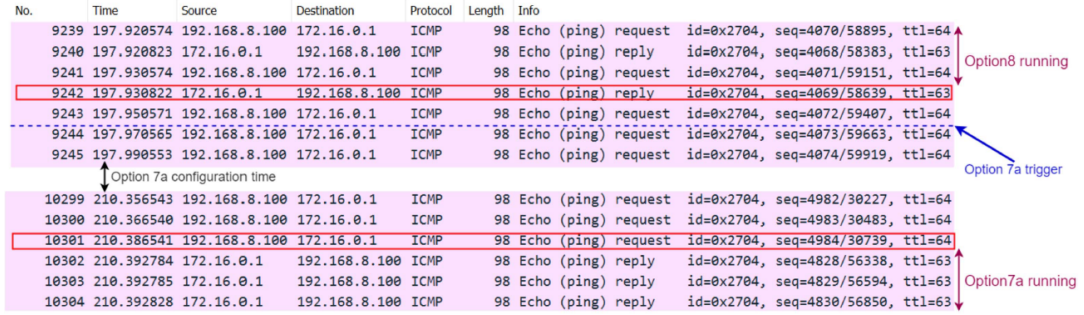 No. Time Source Destination Protocol Length Info
9239 197.920574 192.168.8.100 172.16.0.1 ICMP 98 Echo (ping) request id=0x2704, seq=4070/58895, ttl=64
9240 197.920823 172.16.0.1 192.168.8.100 ICMP 98 Echo (ping) reply id=0x2704, seq=4068/58383, ttl=63
Option8 running
9241 197.930574 192.168.8.100 172.16.0.1 ICMP 98 Echo (ping) request id=0x2704, seq=4071/59151, ttl=64
9242 197.930822 172.16.0.1 192.168.8.100 ICMP 98 Echo (ping) reply id=0x2704, seq=4069/58639, ttl=63
9243 197.950571 192.168.8.100 172.16.0.1 ICMP 98 Echo (ping) request id=0x2704, seq=4072/59407, ttl=64
9244 197.970565 192.168.8.100 172.16.0.1 ICMP 98 Echo (ping) request id=0x2704, seq=4073/59663, ttl=64
9245 197.990553 192.168.8.100 172.16.0.1 ICMP 98 Echo (ping) request id=0x2704, seq=4074/59919, ttl=64
Option 7a trigger
Option 7a configuration time
10299 210.356543 192.168.8.100 172.16.0.1 ICMP 98 Echo (ping) request id=0x2704, seq=4982/30227, ttl=64
10300 210.366540 192.168.8.100 172.16.0.1 ICMP 98 Echo (ping) request id=0x2704, seq=4983/30483, ttl=64
10301 210.386541 192.168.8.100 172.16.0.1 ICMP 98 Echo (ping) request id=0x2704, seq=4984/30739, ttl=64
10302 210.392784 172.16.0.1 192.168.8.100 ICMP 98 Echo (ping) reply id=0x2704, seq=4828/56338, ttl=63
10303 210.392785 172.16.0.1 192.168.8.100 ICMP 98 Echo (ping) reply id=0x2704, seq=4829/56594, ttl=63
Option7a running
10304 210.392828 172.16.0.1 192.168.8.100 ICMP 98 Echo (ping) reply id=0x2704, seq=4830/56850, ttl=63